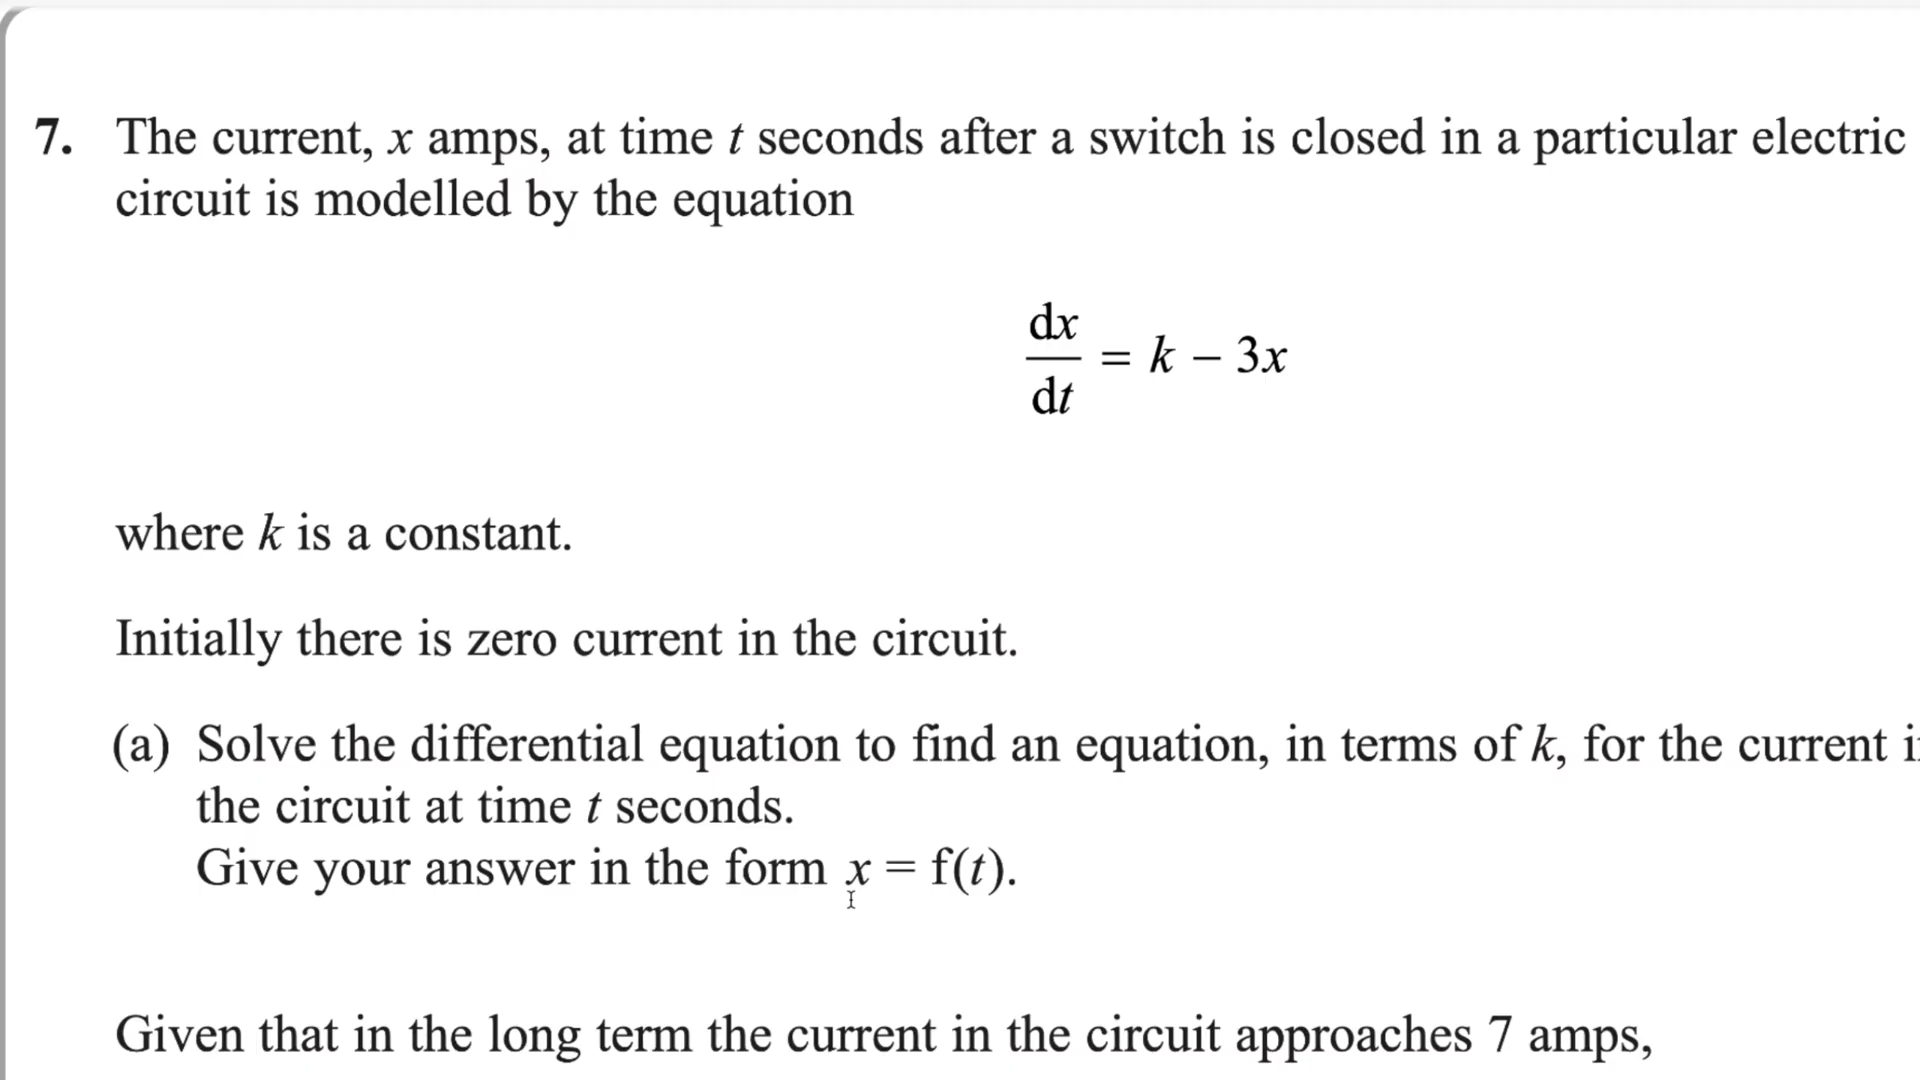 7. The current, x amps, at time t seconds after a switch is closed in a particular electric
circuit is modelled by the equation
dx/dt = k – 3x
where k is a constant.
Initially there is zero current in the circuit.
(a) Solve the differential equation to find an equation, in terms of k, for the current
the circuit at time t seconds.
Give your answer in the form x = f(t).
Given that in the long term the current in the circuit approaches 7 amps,